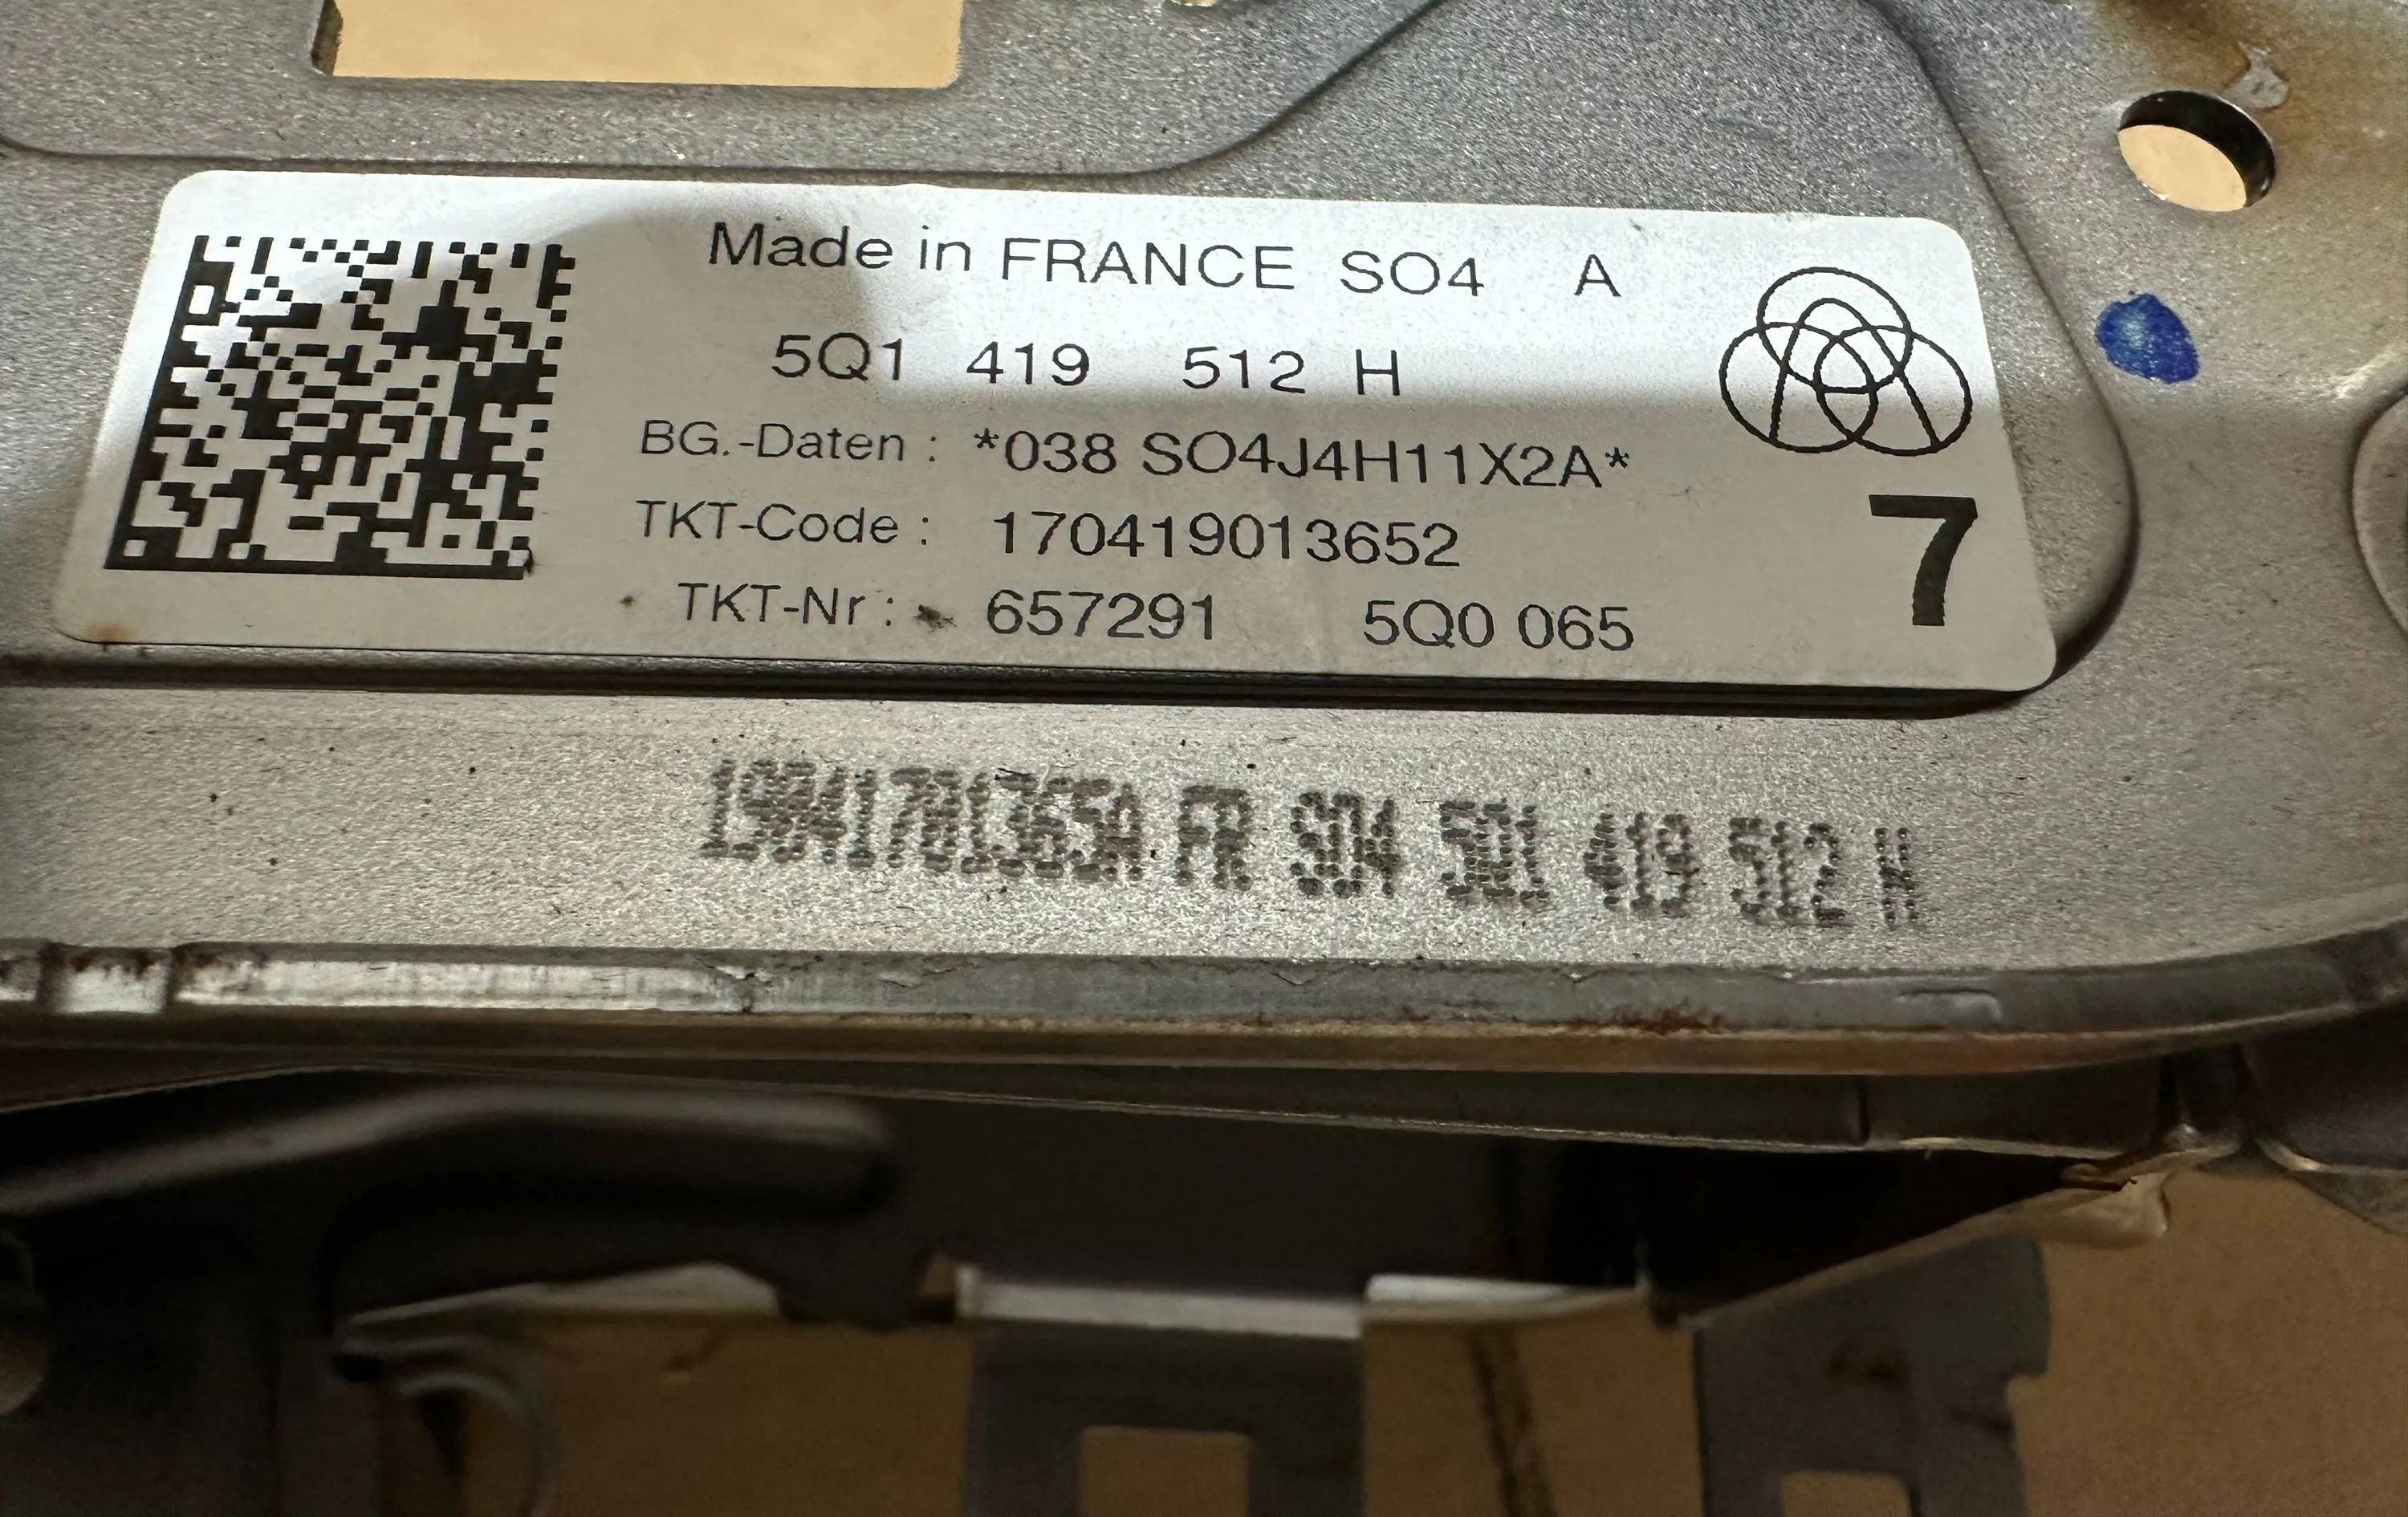 Made in FRANCE SO4 A
5Q1 419 512 H
BG.-Daten : *038 SO4J4H11X2A*
TKT-Code : 170419013652
TKT-Nr : 657291 5Q0 065
7
FR S04 5Q1 419 512 H